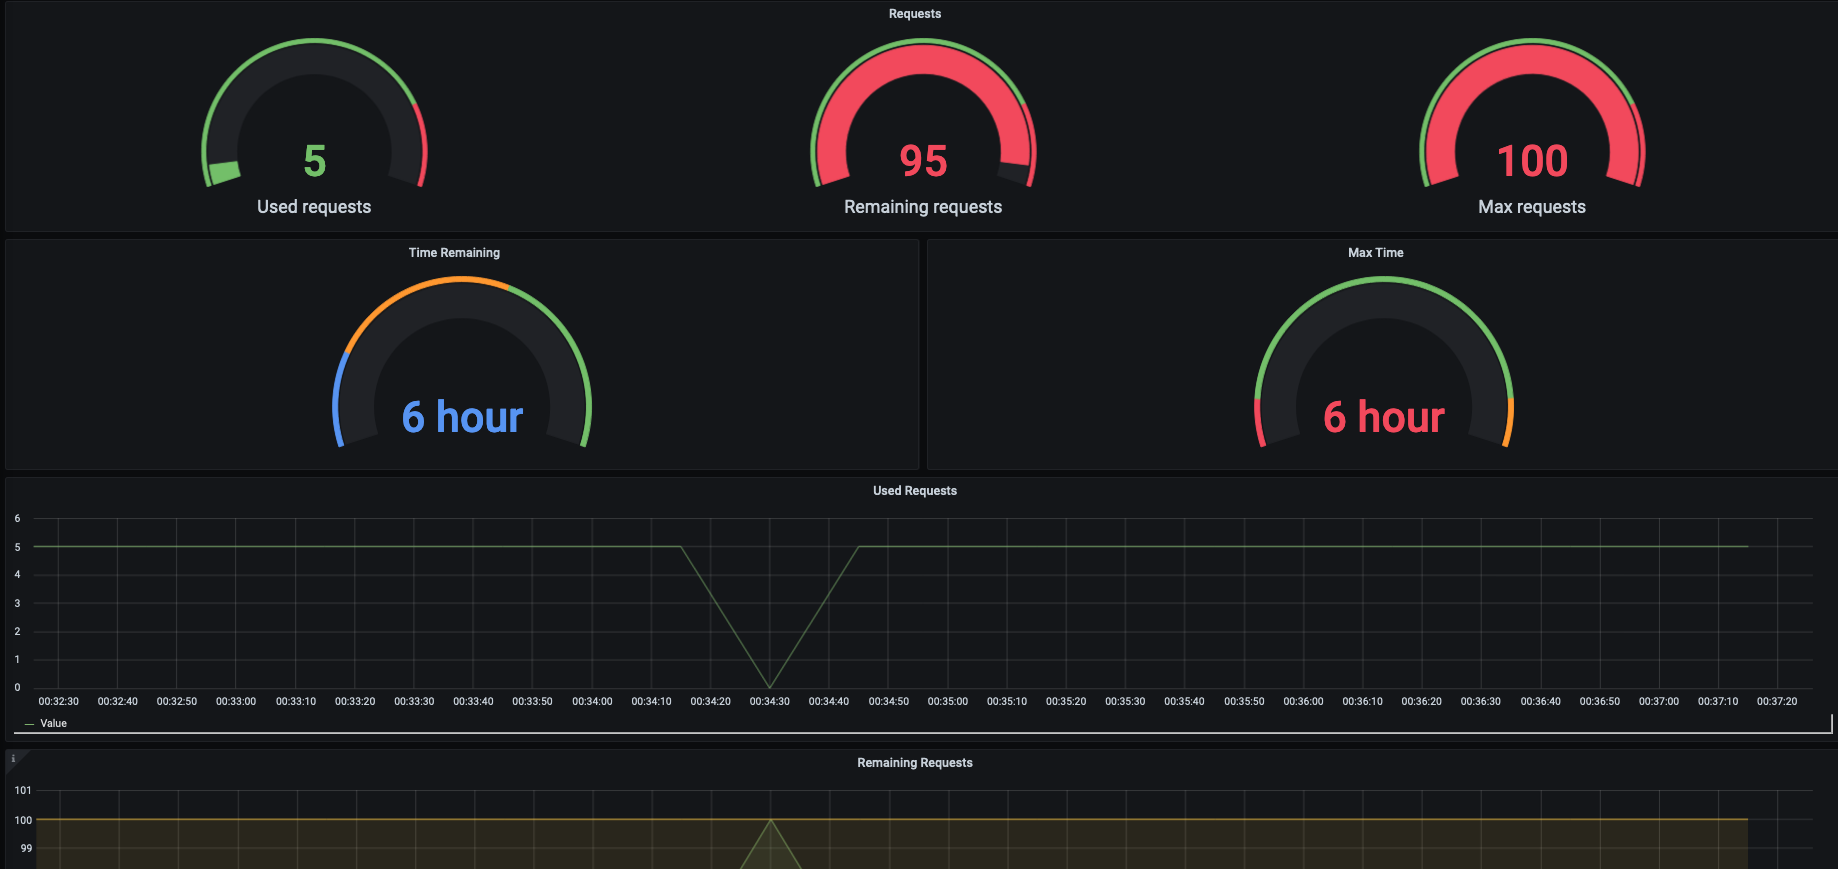 Requests
5
95
100
Used requests
Remaining requests
Max requests
Time Remaining
Max Time
6 hour
6 hour
Used Requests
6
5
4
3
2
1
0
00:32:30 00:32:40 00:32:50 00:33:00 00:33:10 00:33:20 00:33:30 00:33:40 00:33:50 00:34:00 00:34:10 00:34:20 00:34:30 00:34:40 00:34:50 00:35:00 00:35:10 00:35:20 00:35:30 00:35:40 00:35:50 00:36:00 00:36:10 00:36:20 00:36:30 00:36:40 00:36:50 00:37:00 00:37:10 00:37:20
Value
i
Remaining Requests
101
100
99